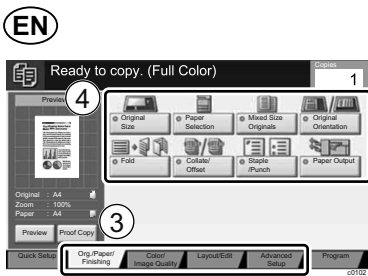 EN
Ready to copy. (Full Color)
Copies
1
Preview
4
Original
Size
Paper
Selection
Mixed Size
Originals
Original
Orientation
Fold
Collate/
Offset
Staple
/Punch
Paper Output
Original : A4
Zoom : 100%
Paper : A4
Preview
Proof Copy
3
Quick Setup
Org./Paper/
Finishing
Color/
Image Quality
Layout/Edit
Advanced
Setup
Program
c0102